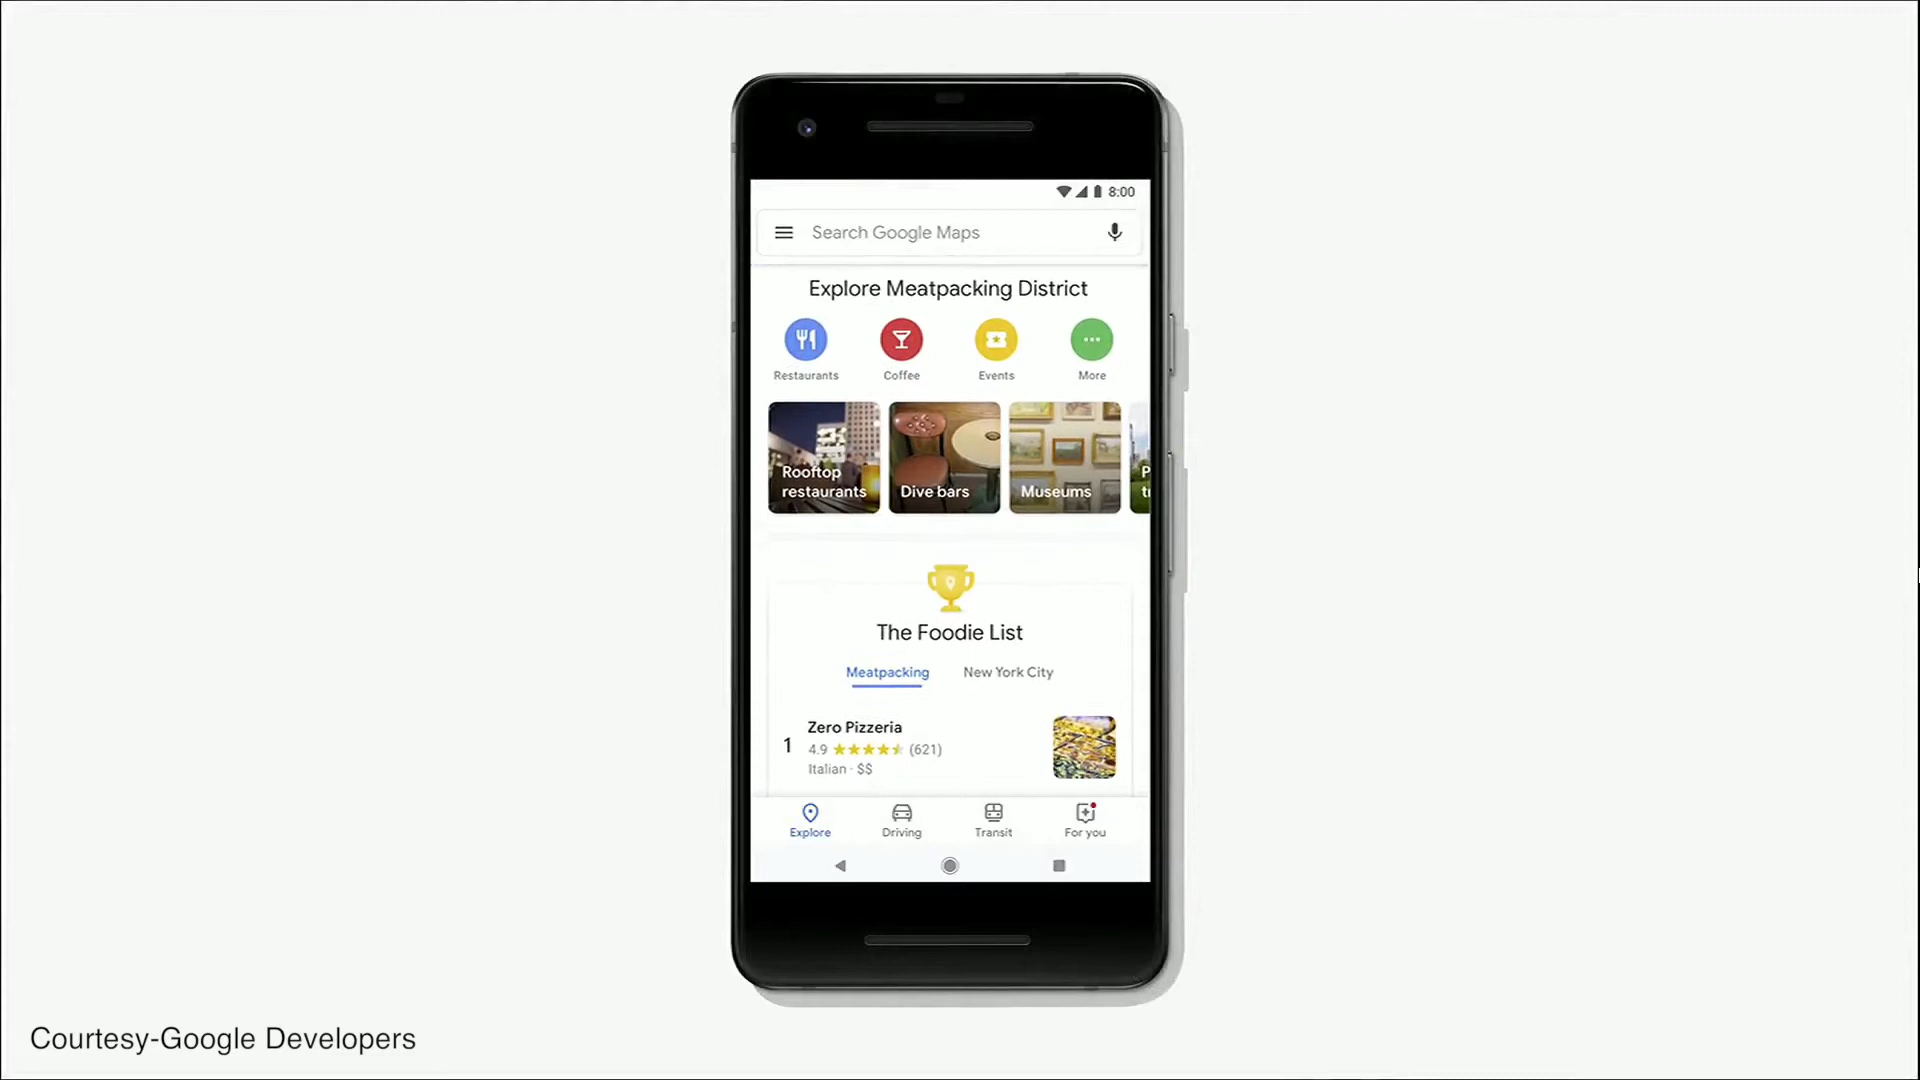 8:00
Search Google Maps
Explore Meatpacking District
Restaurants Coffee Events More
Rooftop
restaurants Dive bars Museums
The Foodie List
Meatpacking New York City
1 Zero Pizzeria
4.9 (621)
Italian · $$
Explore Driving Transit For you
Courtesy-Google Developers